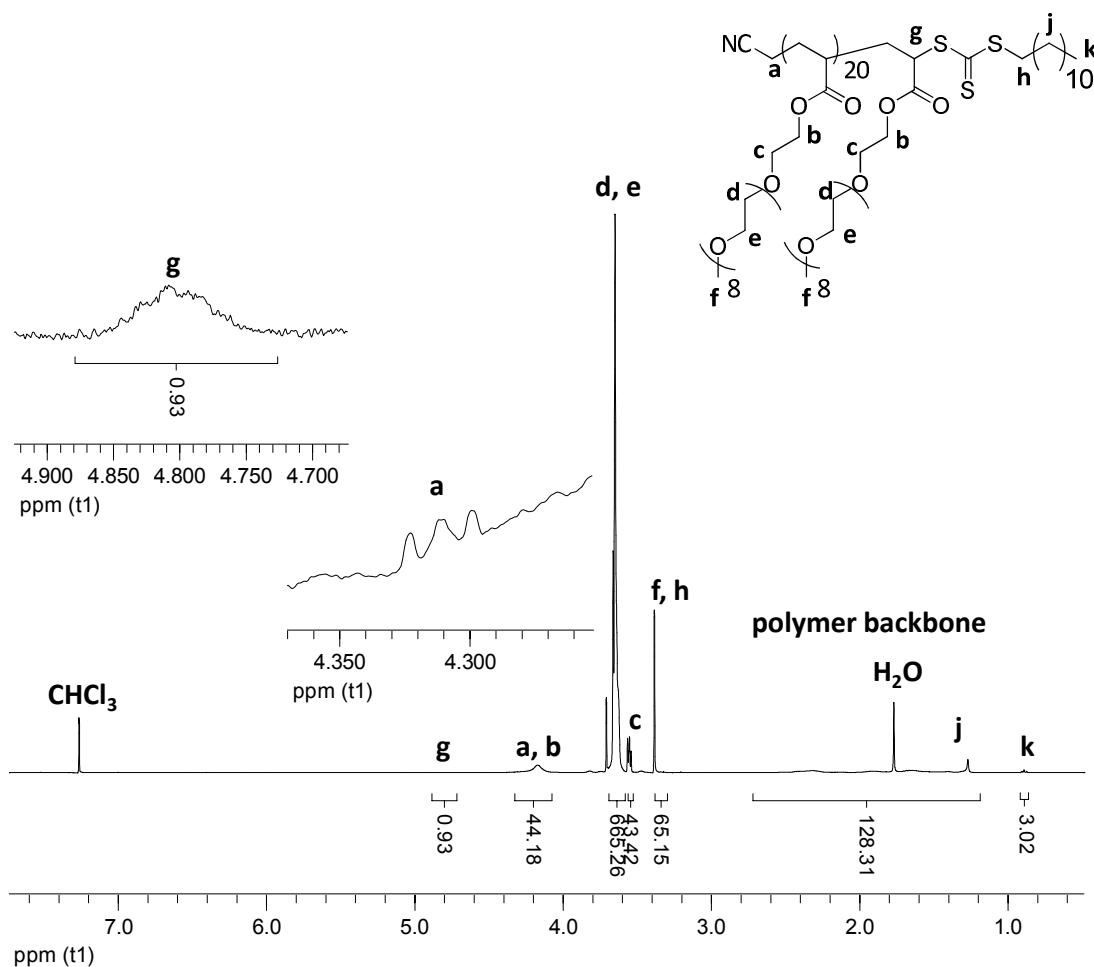 NC
a
20
g
S
S
S
h
j
10
k
O
O
O
O
b
b
c
c
O
O
d
d
e
e
O
O
8
8
f
f
d, e
g
0.93
4.900 4.850 4.800 4.750 4.700
ppm (t1)
a
4.350 4.300
ppm (t1)
f, h
polymer backbone
H2O
CHCl3
g
a, b
c
j
k
0.93
44.18
665.26
43.42
65.15
128.31
3.02
7.0 6.0 5.0 4.0 3.0 2.0 1.0
ppm (t1)